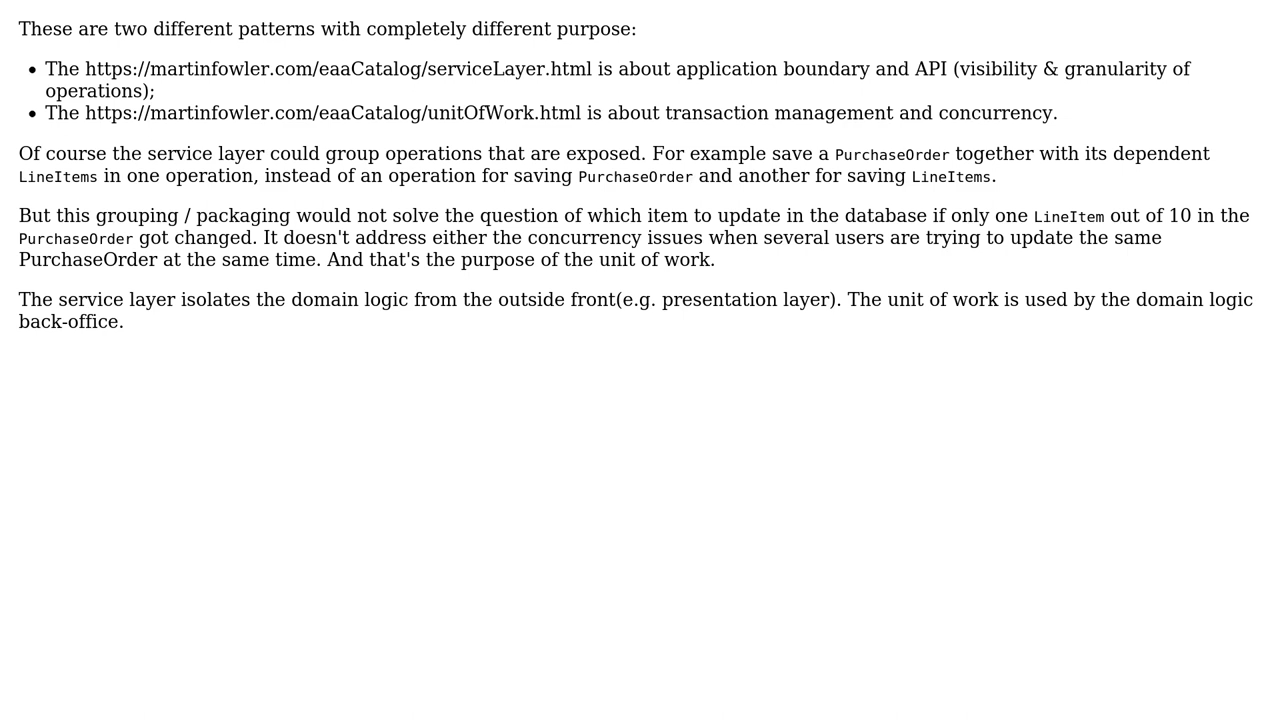 These are two different patterns with completely different purpose:
• The https://martinfowler.com/eaaCatalog/serviceLayer.html is about application boundary and API (visibility & granularity of
operations);
• The https://martinfowler.com/eaaCatalog/unitOfWork.html is about transaction management and concurrency.
Of course the service layer could group operations that are exposed. For example save a PurchaseOrder together with its dependent
LineItems in one operation, instead of an operation for saving PurchaseOrder and another for saving LineItems.
But this grouping / packaging would not solve the question of which item to update in the database if only one LineItem out of 10 in the
PurchaseOrder got changed. It doesn't address either the concurrency issues when several users are trying to update the same
PurchaseOrder at the same time. And that's the purpose of the unit of work.
The service layer isolates the domain logic from the outside front(e.g. presentation layer). The unit of work is used by the domain logic
back-office.